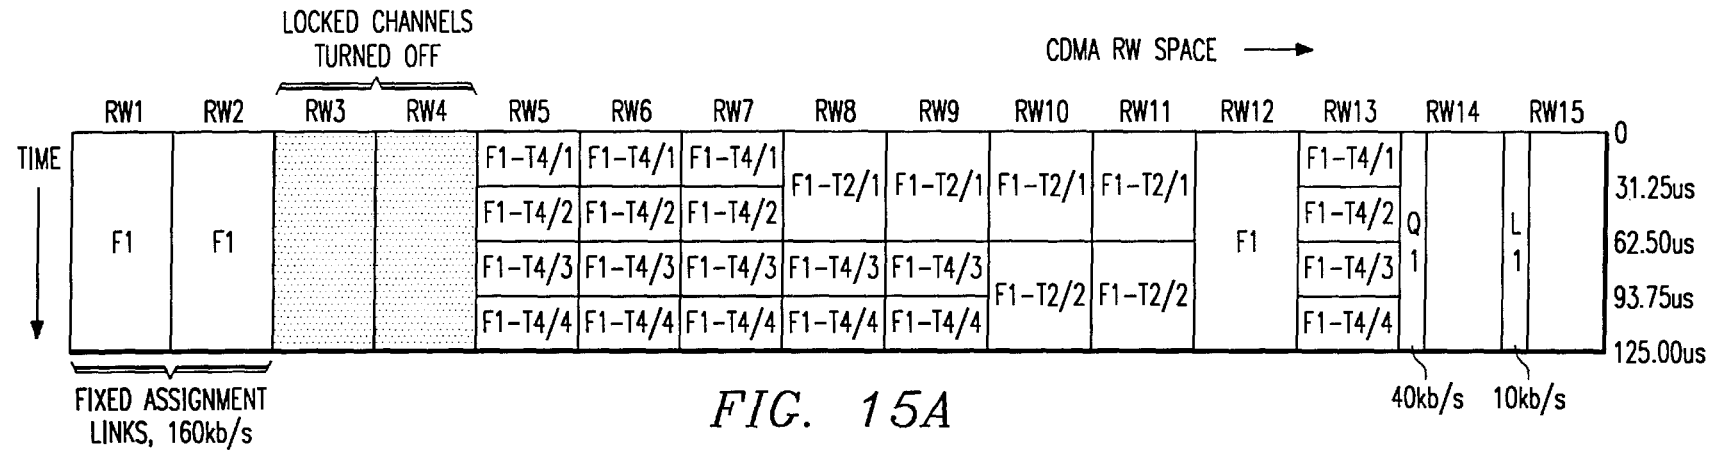 LOCKED CHANNELS
TURNED OFF
CDMA RW SPACE
RW1 RW2 RW3 RW4 RW5 RW6 RW7 RW8 RW9 RW10 RW11 RW12 RW13 RW14 RW15
TIME
0
F1-T4/1 F1-T4/1 F1-T4/1 F1-T4/1
F1-T2/1 F1-T2/1 F1-T2/1 F1-T2/1
31.25us
F1-T4/2 F1-T4/2 F1-T4/2 F1-T4/2
F1 F1 F1 Q1 L1
62.50us
F1-T4/3 F1-T4/3 F1-T4/3 F1-T4/3 F1-T4/3 F1-T4/3
F1-T2/2 F1-T2/2
93.75us
F1-T4/4 F1-T4/4 F1-T4/4 F1-T4/4 F1-T4/4 F1-T4/4
125.00us
FIXED ASSIGNMENT
LINKS, 160kb/s
40kb/s 10kb/s
FIG. 15A